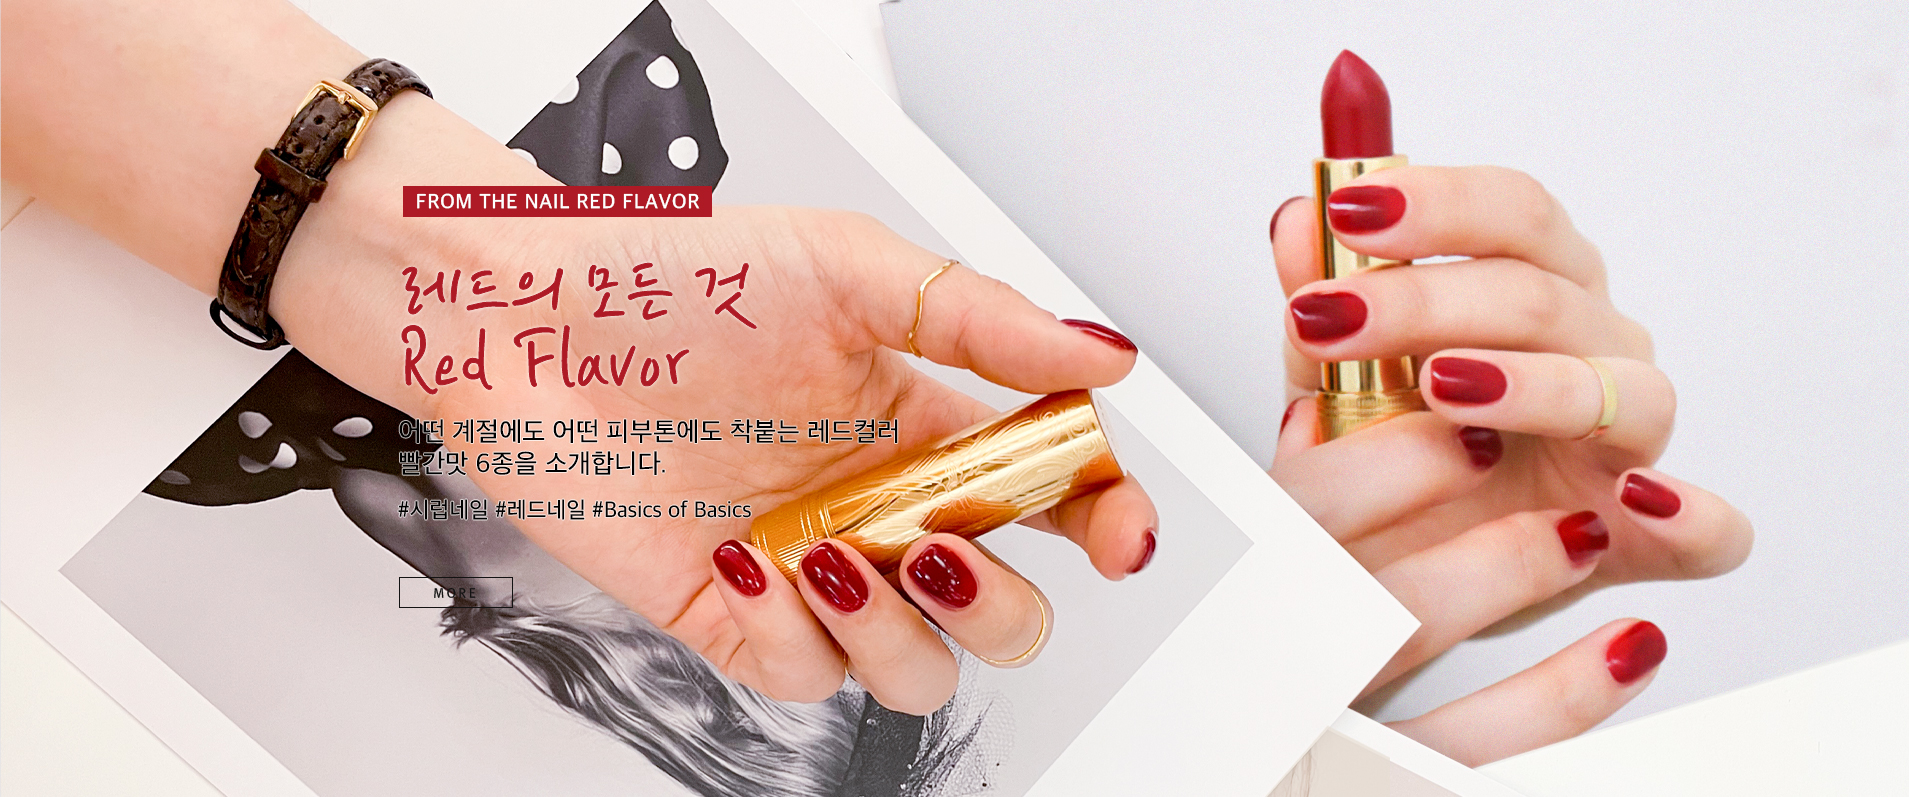 FROM THE NAIL RED FLAVOR
레드의 모든 것
Red Flavor
어떤 계절에도 어떤 피부톤에도 착붙는 레드컬러
빨간맛 6종을 소개합니다.
#시럽네일 #레드네일 #Basics of Basics
MORE